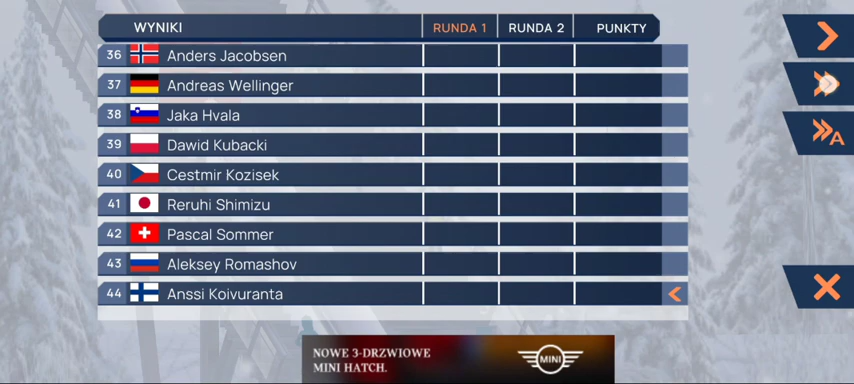 WYNIKI RUNDA 1 RUNDA 2 PUNKTY
36 Anders Jacobsen
37 Andreas Wellinger
38 Jaka Hvala
39 Dawid Kubacki
40 Cestmir Kozisek
41 Reruhi Shimizu
42 Pascal Sommer
43 Aleksey Romashov
44 Anssi Koivuranta
A
NOWE 3-DRZWIOWE
MINI HATCH.
MINI